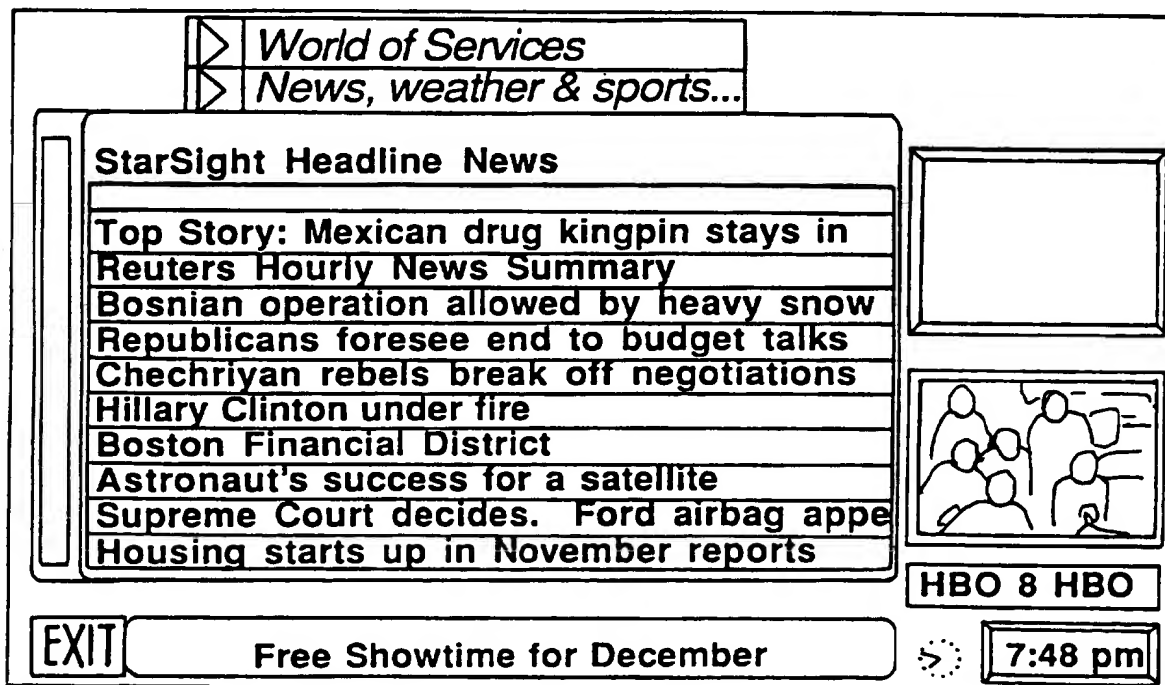 World of Services
News, weather & sports...
StarSight Headline News
Top Story: Mexican drug kingpin stays in
Reuters Hourly News Summary
Bosnian operation allowed by heavy snow
Republicans foresee end to budget talks
Chechriyan rebels break off negotiations
Hillary Clinton under fire
Boston Financial District
Astronaut's success for a satellite
Supreme Court decides. Ford airbag appe
Housing starts up in November reports
HBO 8 HBO
EXIT
Free Showtime for December
7:48 pm